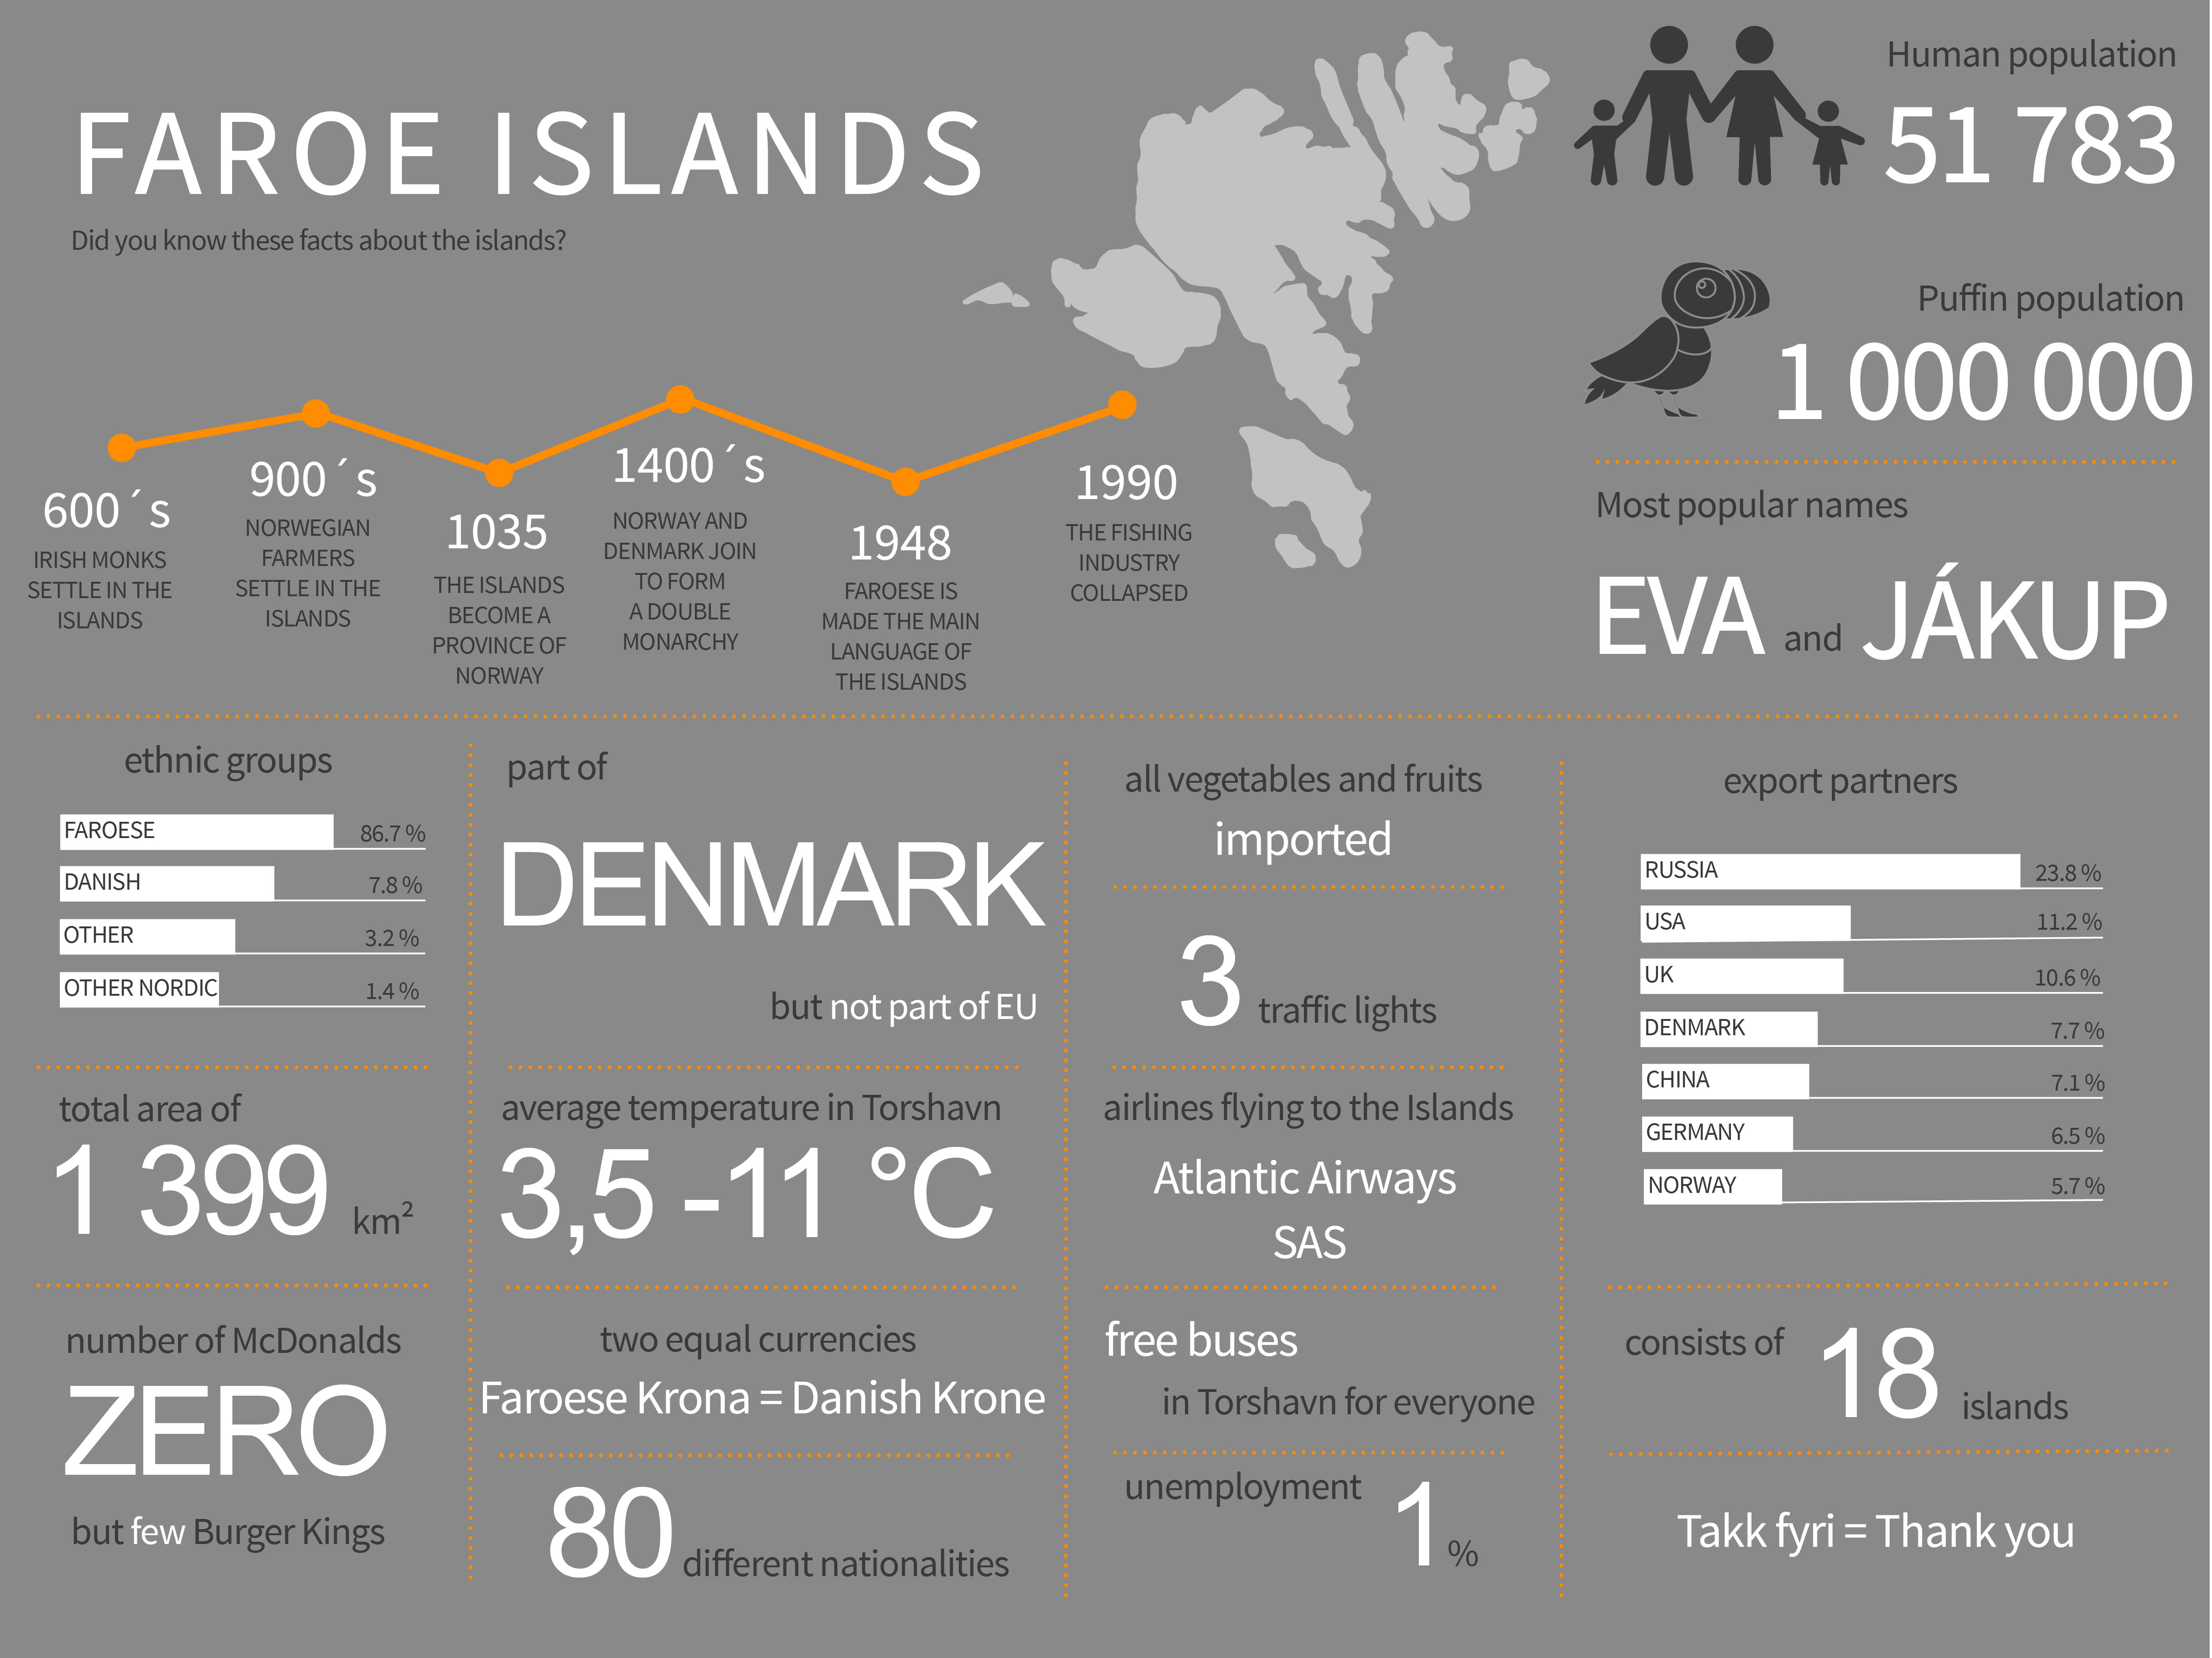 FAROE ISLANDS
Did you know these facts about the islands?
Human population
51 783
Puffin population
1 000 000
Most popular names
EVA and JÁKUP
600 ´s
IRISH MONKS
SETTLE IN THE
ISLANDS
900 ´s
NORWEGIAN
FARMERS
SETTLE IN THE
ISLANDS
1035
THE ISLANDS
BECOME A
PROVINCE OF
NORWAY
1400 ´s
NORWAY AND
DENMARK JOIN
TO FORM
A DOUBLE
MONARCHY
1948
FAROESE IS
MADE THE MAIN
LANGUAGE OF
THE ISLANDS
1990
THE FISHING
INDUSTRY
COLLAPSED
ethnic groups
FAROESE 86.7 %
DANISH 7.8 %
OTHER 3.2 %
OTHER NORDIC 1.4 %
total area of
1 399 km²
number of McDonalds
ZERO
but few Burger Kings
part of
DENMARK
but not part of EU
average temperature in Torshavn
3,5 -11 °C
two equal currencies
Faroese Krona = Danish Krone
80 different nationalities
all vegetables and fruits
imported
3 traffic lights
airlines flying to the Islands
Atlantic Airways
SAS
free buses
in Torshavn for everyone
unemployment 1 %
export partners
RUSSIA 23.8 %
USA 11.2 %
UK 10.6 %
DENMARK 7.7 %
CHINA 7.1 %
GERMANY 6.5 %
NORWAY 5.7 %
consists of 18 islands
Takk fyri = Thank you